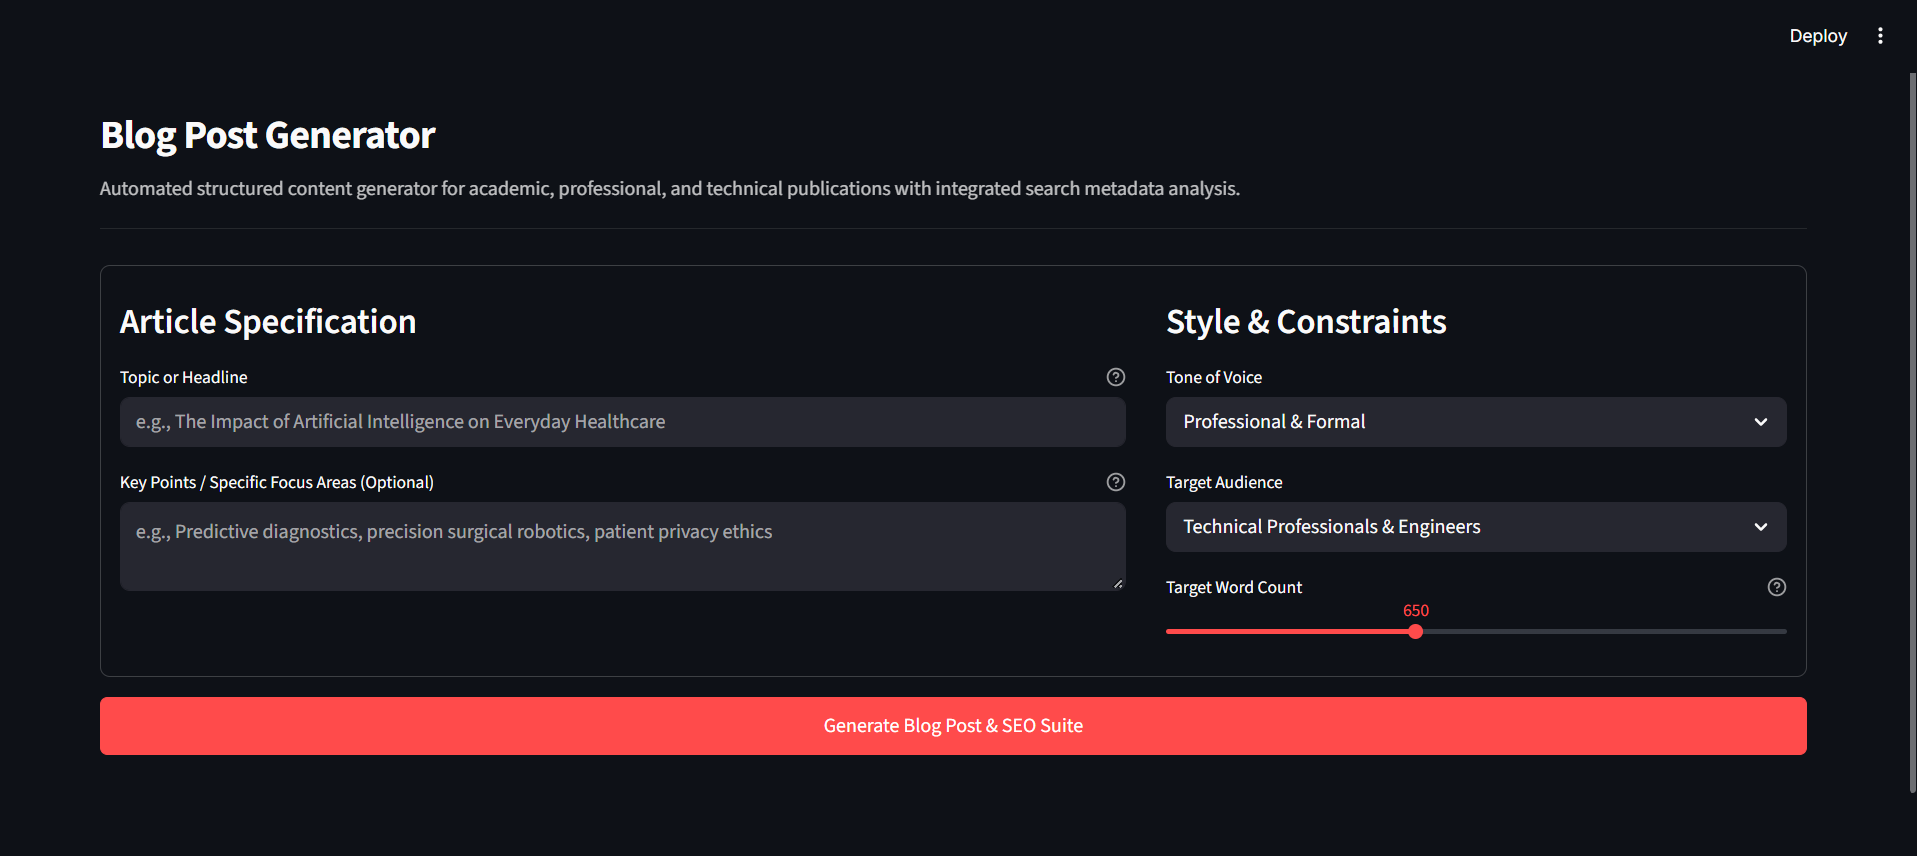 Deploy
Blog Post Generator
Automated structured content generator for academic, professional, and technical publications with integrated search metadata analysis.
Article Specification
Topic or Headline
e.g., The Impact of Artificial Intelligence on Everyday Healthcare
Key Points / Specific Focus Areas (Optional)
e.g., Predictive diagnostics, precision surgical robotics, patient privacy ethics
Style & Constraints
Tone of Voice
Professional & Formal
Target Audience
Technical Professionals & Engineers
Target Word Count
650
Generate Blog Post & SEO Suite